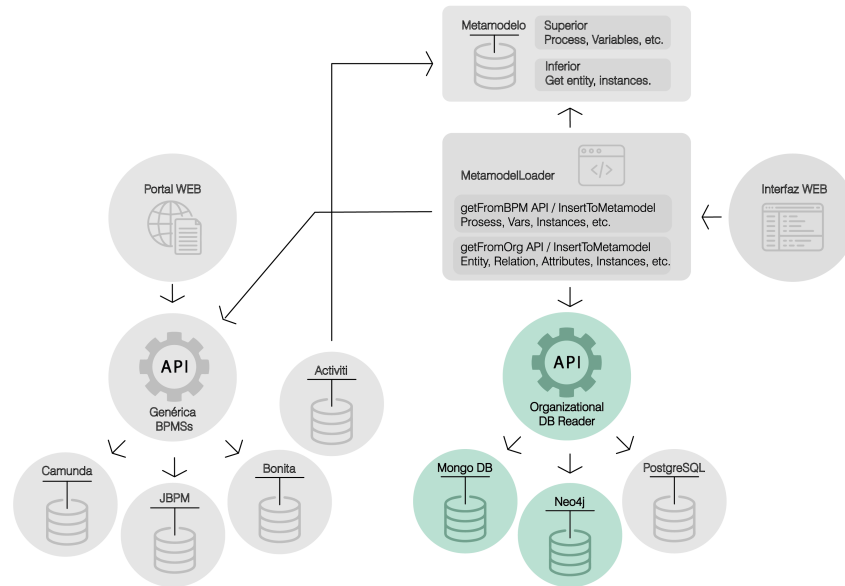 Metamodelo
Superior
Process, Variables, etc.
Inferior
Get entity, instances.
MetamodelLoader
getFromBPM API / InsertToMetamodel
Prosess, Vars, Instances, etc.
getFromOrg API / InsertToMetamodel
Entity, Relation, Attributes, Instances, etc.
Portal WEB
Interfaz WEB
API
Genérica
BPMSs
Activiti
API
Organizational
DB Reader
Camunda
JBPM
Bonita
Mongo DB
Neo4j
PostgreSQL